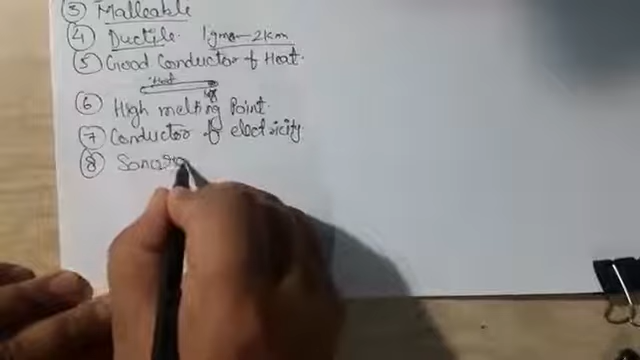 ③ Malleable
④ Ductile. 1gm — 2km
⑤ Good Conductor of Heat.
Heat
⑥ High melting Point.
⑦ Conductor of electricity
⑧ Sonoro